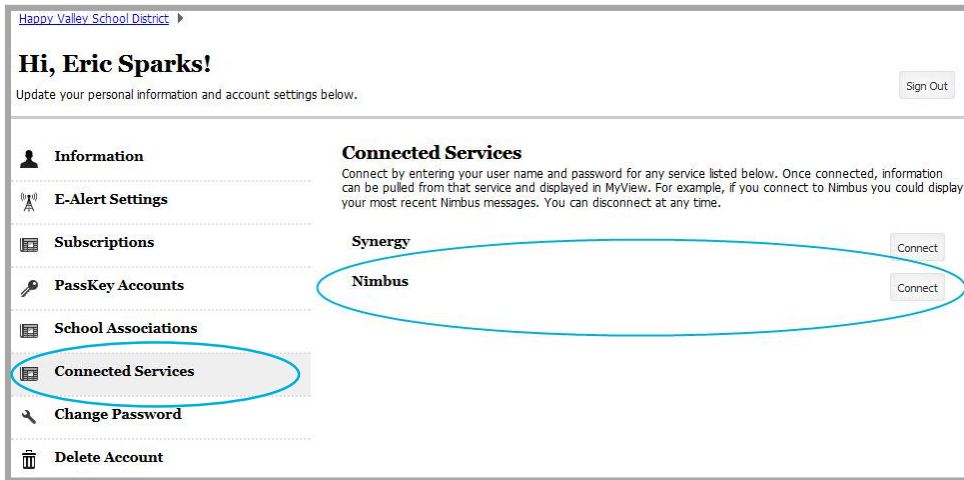 Happy Valley School District
Hi, Eric Sparks!
Update your personal information and account settings below.
Sign Out
Information
E-Alert Settings
Subscriptions
PassKey Accounts
School Associations
Connected Services
Change Password
Delete Account
Connected Services
Connect by entering your user name and password for any service listed below. Once connected, information
can be pulled from that service and displayed in MyView. For example, if you connect to Nimbus you could display
your most recent Nimbus messages. You can disconnect at any time.
Synergy
Connect
Nimbus
Connect